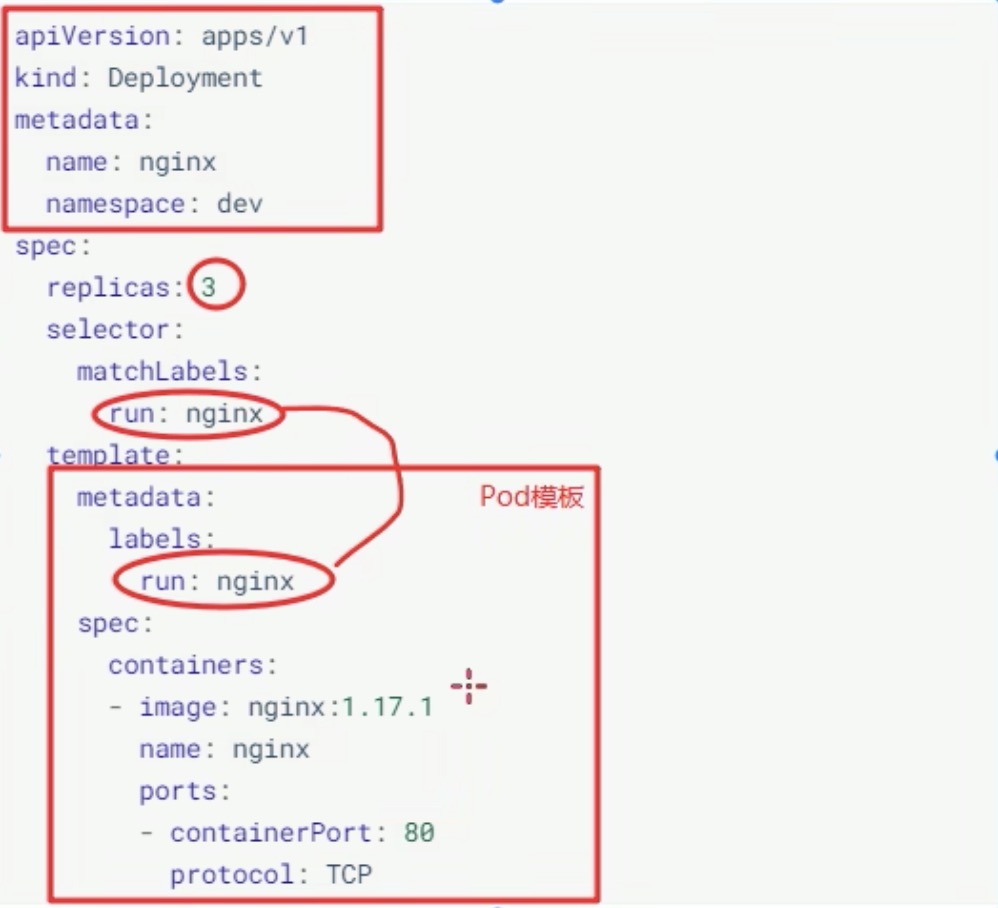 apiVersion: apps/v1
kind: Deployment
metadata:
  name: nginx
  namespace: dev
spec:
  replicas: 3
  selector:
    matchLabels:
      run: nginx
  template:
    metadata: Pod模板
      labels:
        run: nginx
    spec:
      containers:
      - image: nginx:1.17.1
        name: nginx
        ports:
        - containerPort: 80
          protocol: TCP